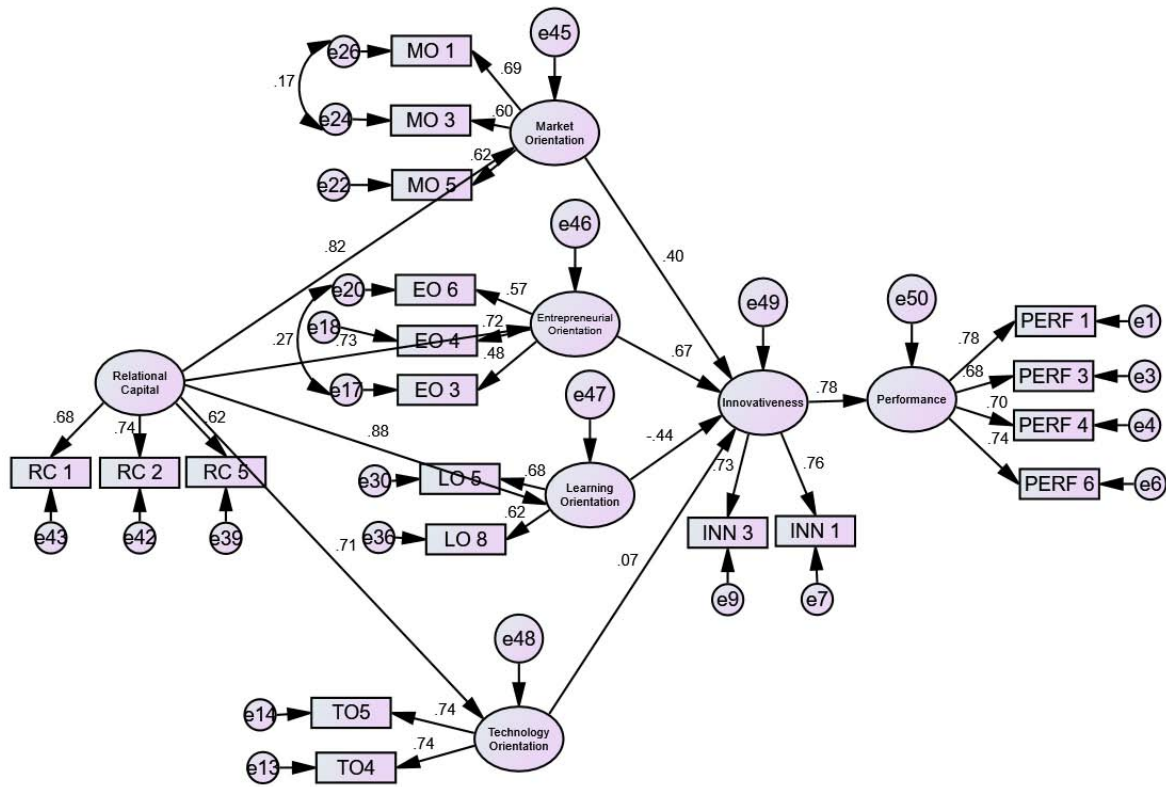 e45
e26
MO 1
.69
.17
e24
MO 3
.60
Market
Orientation
.62
e22
MO 5
e46
.82
.40
e20
EO 6
.57
e49
e50
e18
EO 4
.72
Entrepreneurial
Orientation
PERF 1
e1
.27
.73
.78
.48
.67
e17
EO 3
.68
PERF 3
e3
Relational
Capital
e47
Innovativeness
.78
Performance
.70
PERF 4
e4
.68
.74
.62
.88
-.44
.74
RC 1
RC 2
RC 5
e30
LO 5
.68
Learning
Orientation
.73
.76
PERF 6
e6
.62
e43
e42
e39
e36
LO 8
INN 3
INN 1
.71
.07
e9
e7
e48
e14
TO5
.74
Technology
Orientation
.74
e13
TO4